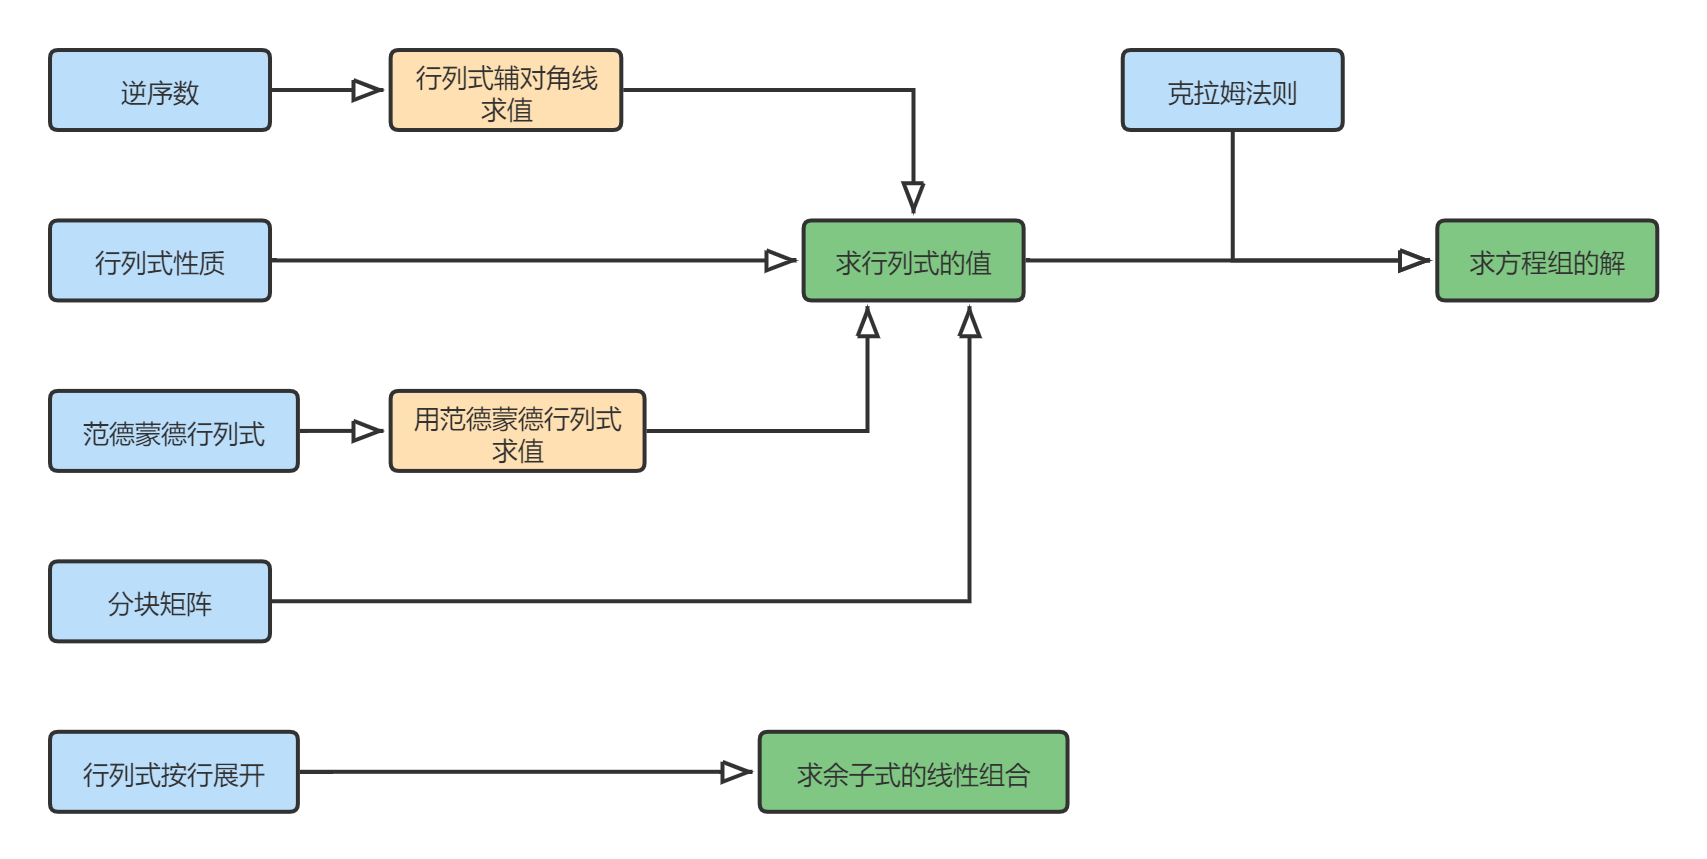 逆序数
行列式辅对角线
求值
克拉姆法则
行列式性质
求行列式的值
求方程组的解
范德蒙德行列式
用范德蒙德行列式
求值
分块矩阵
行列式按行展开
求余子式的线性组合